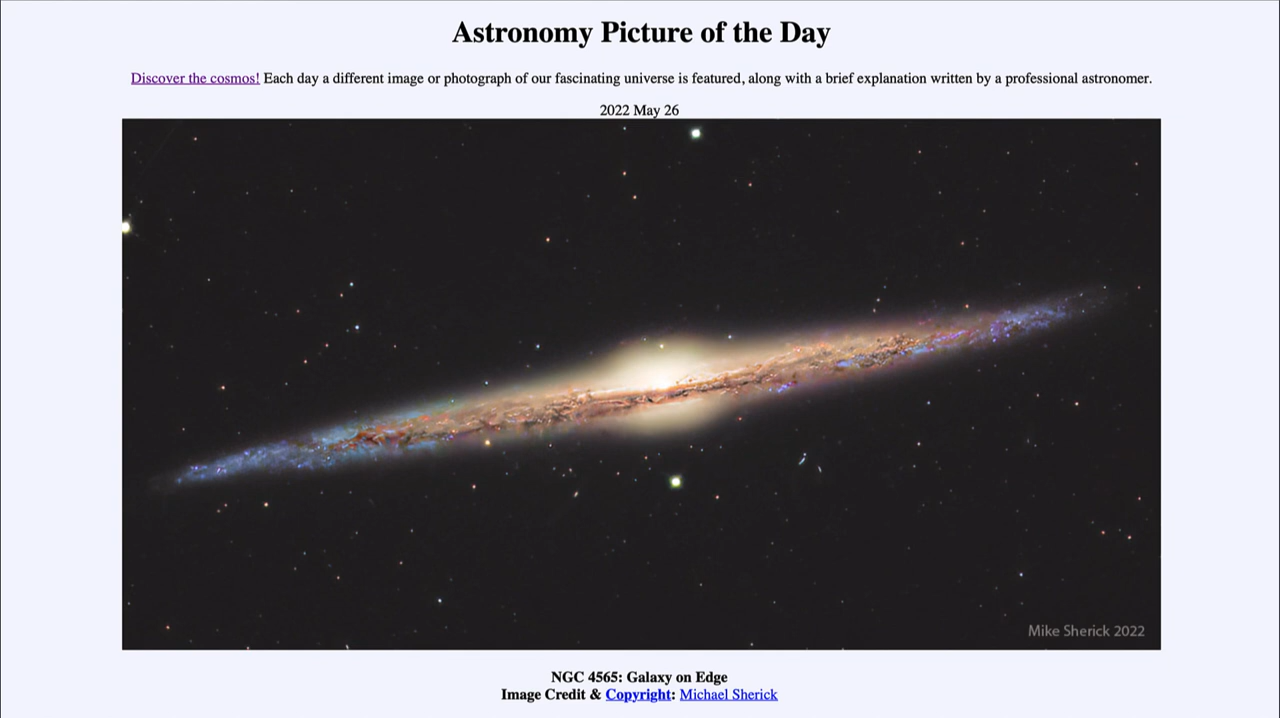 Astronomy Picture of the Day
Discover the cosmos! Each day a different image or photograph of our fascinating universe is featured, along with a brief explanation written by a professional astronomer.
2022 May 26
Mike Sherick 2022
NGC 4565: Galaxy on Edge
Image Credit & Copyright: Michael Sherick